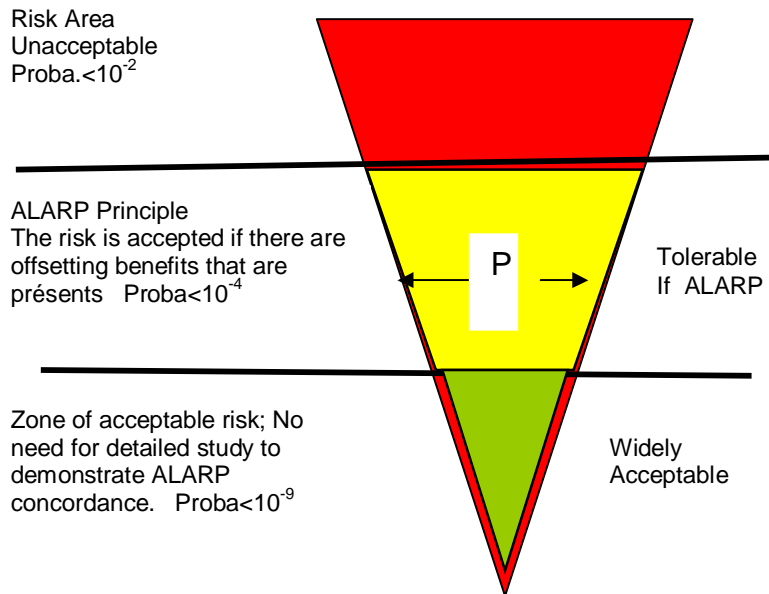 Risk Area
Unacceptable
Proba.<10⁻²
ALARP Principle
The risk is accepted if there are
offsetting benefits that are
présents Proba<10⁻⁴
P
Tolerable
If ALARP
Zone of acceptable risk; No
need for detailed study to
demonstrate ALARP
concordance. Proba<10⁻⁹
Widely
Acceptable